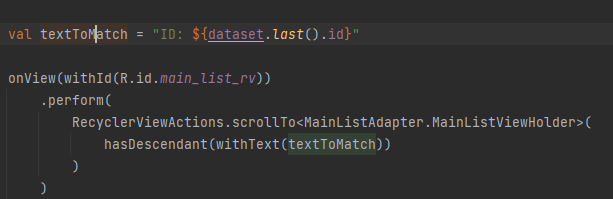 val textToMatch = "ID: ${dataset.last().id}"
onView(withId(R.id.main_list_rv))
.perform(
RecyclerViewActions.scrollTo<MainListAdapter.MainListViewHolder>(
hasDescendant(withText(textToMatch))
)
)